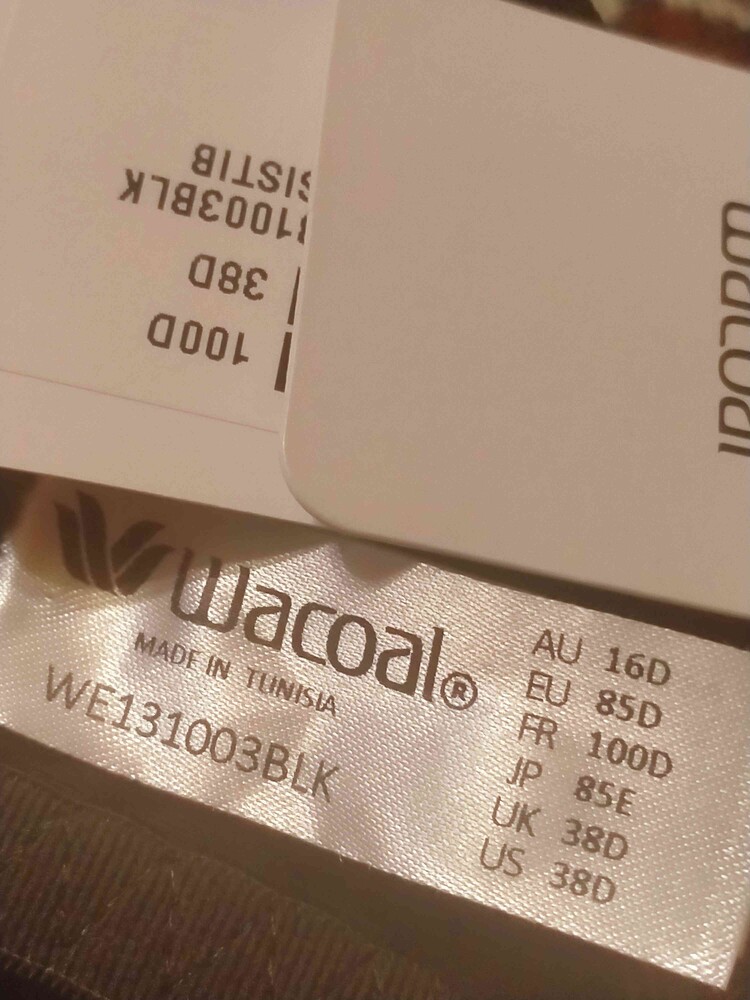 100D
38D
1003BLK
SISTIB
wacoal
wacoal®
MADE IN TUNISIA
WE131003BLK
AU 16D
EU 85D
FR 100D
JP 85E
UK 38D
US 38D